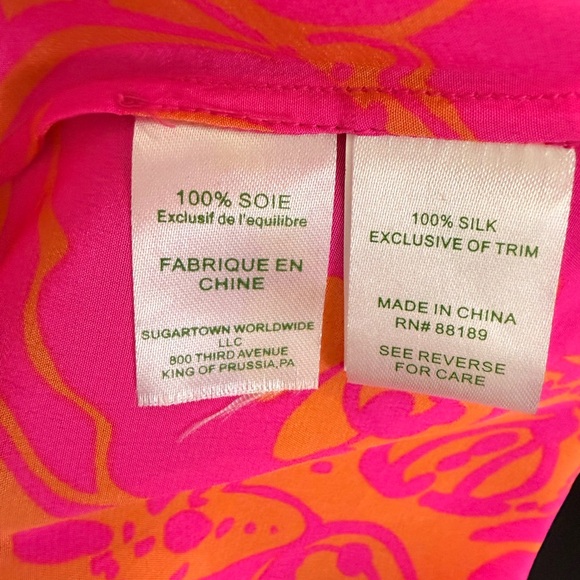 100% SOIE
Exclusif de l'equilibre
FABRIQUE EN
CHINE
SUGARTOWN WORLDWIDE
LLC
800 THIRD AVENUE
KING OF PRUSSIA,PA
100% SILK
EXCLUSIVE OF TRIM
MADE IN CHINA
RN# 88189
SEE REVERSE
FOR CARE